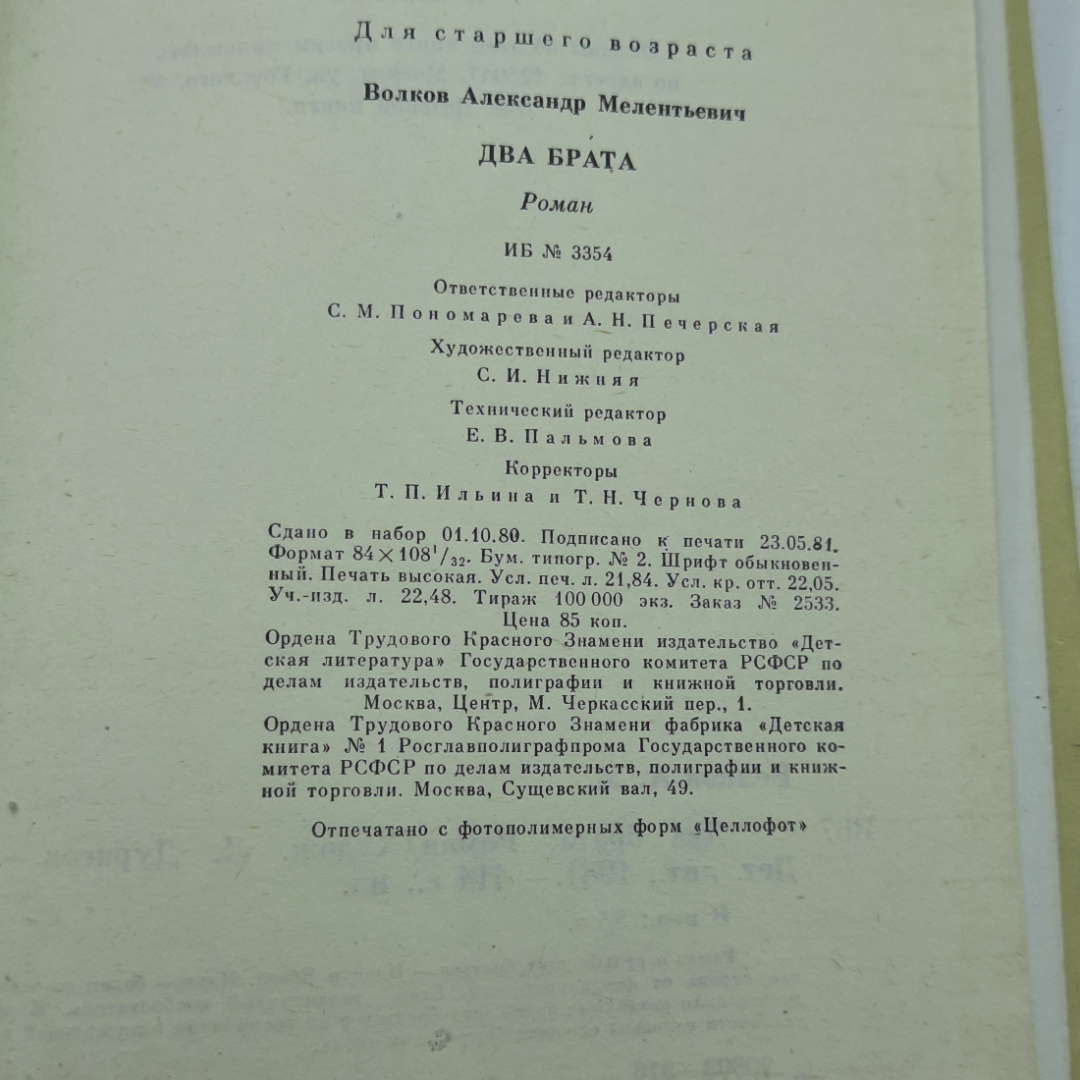 Для старшего возраста
Волков Александр Мелентьевич
ДВА БРАТА
Роман
ИБ № 3354
Ответственные редакторы
С. М. Пономарева и А. Н. Печерская
Художественный редактор
С. И. Нижняя
Технический редактор
Е. В. Пальмова
Корректоры
Т. П. Ильина и Т. Н. Чернова
Сдано в набор 01.10.80. Подписано к печати 23.05.81.
Формат 84×108¹/₃₂. Бум. типогр. № 2. Шрифт обыкновен-
ный. Печать высокая. Усл. печ. л. 21,84. Усл. кр. отт. 22,05.
Уч.-изд. л. 22,48. Тираж 100 000 экз. Заказ № 2533.
Цена 85 коп.
Ордена Трудового Красного Знамени издательство «Дет-
ская литература» Государственного комитета РСФСР по
делам издательств, полиграфии и книжной торговли.
Москва, Центр, М. Черкасский пер., 1.
Ордена Трудового Красного Знамени фабрика «Детская
книга» № 1 Росглавполиграфпрома Государственного ко-
митета РСФСР по делам издательств, полиграфии и книж-
ной торговли. Москва, Сущевский вал, 49.
Отпечатано с фотополимерных форм «Целлофот»